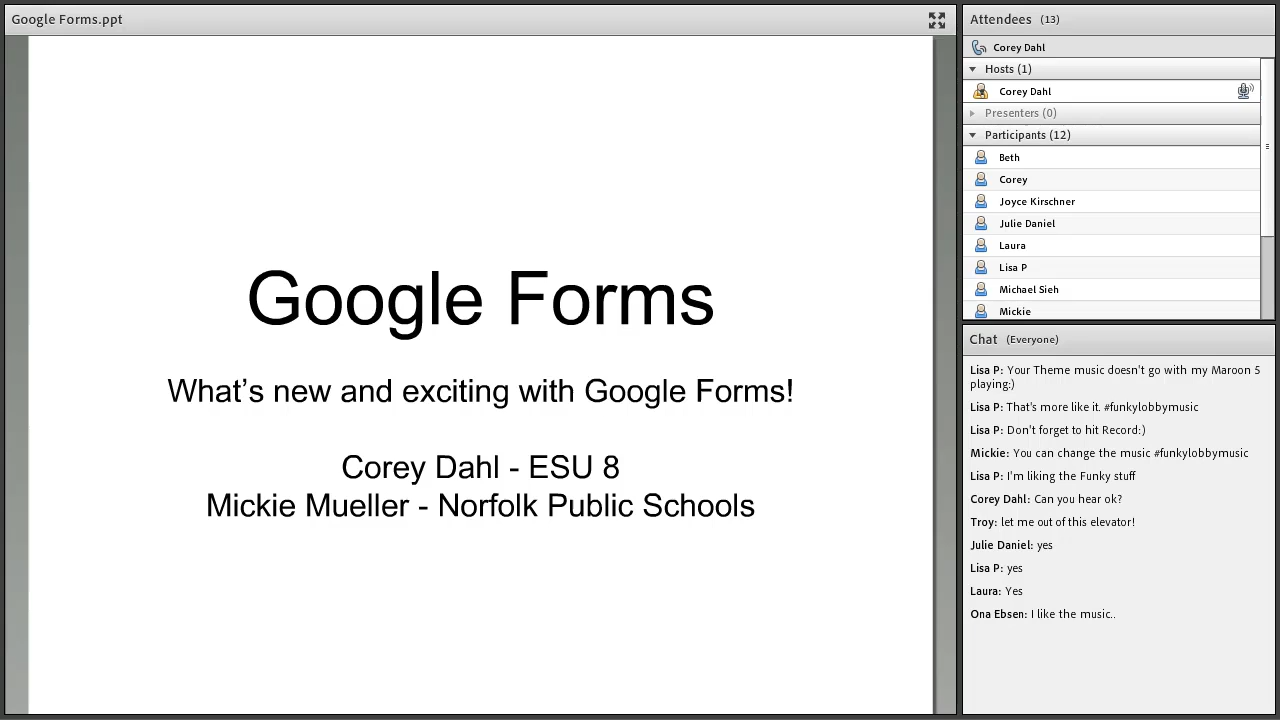 Google Forms.ppt
Google Forms
What's new and exciting with Google Forms!
Corey Dahl - ESU 8
Mickie Mueller - Norfolk Public Schools
Attendees (13)
Corey Dahl
Hosts (1)
Corey Dahl
Presenters (0)
Participants (12)
Beth
Corey
Joyce Kirschner
Julie Daniel
Laura
Lisa P
Michael Sieh
Mickie
Chat (Everyone)
Lisa P: Your Theme music doesn't go with my Maroon 5
playing:)
Lisa P: That's more like it. #funkylobbymusic
Lisa P: Don't forget to hit Record:)
Mickie: You can change the music #funkylobbymusic
Lisa P: I'm liking the Funky stuff
Corey Dahl: Can you hear ok?
Troy: let me out of this elevator!
Julie Daniel: yes
Lisa P: yes
Laura: Yes
Ona Ebsen: I like the music..